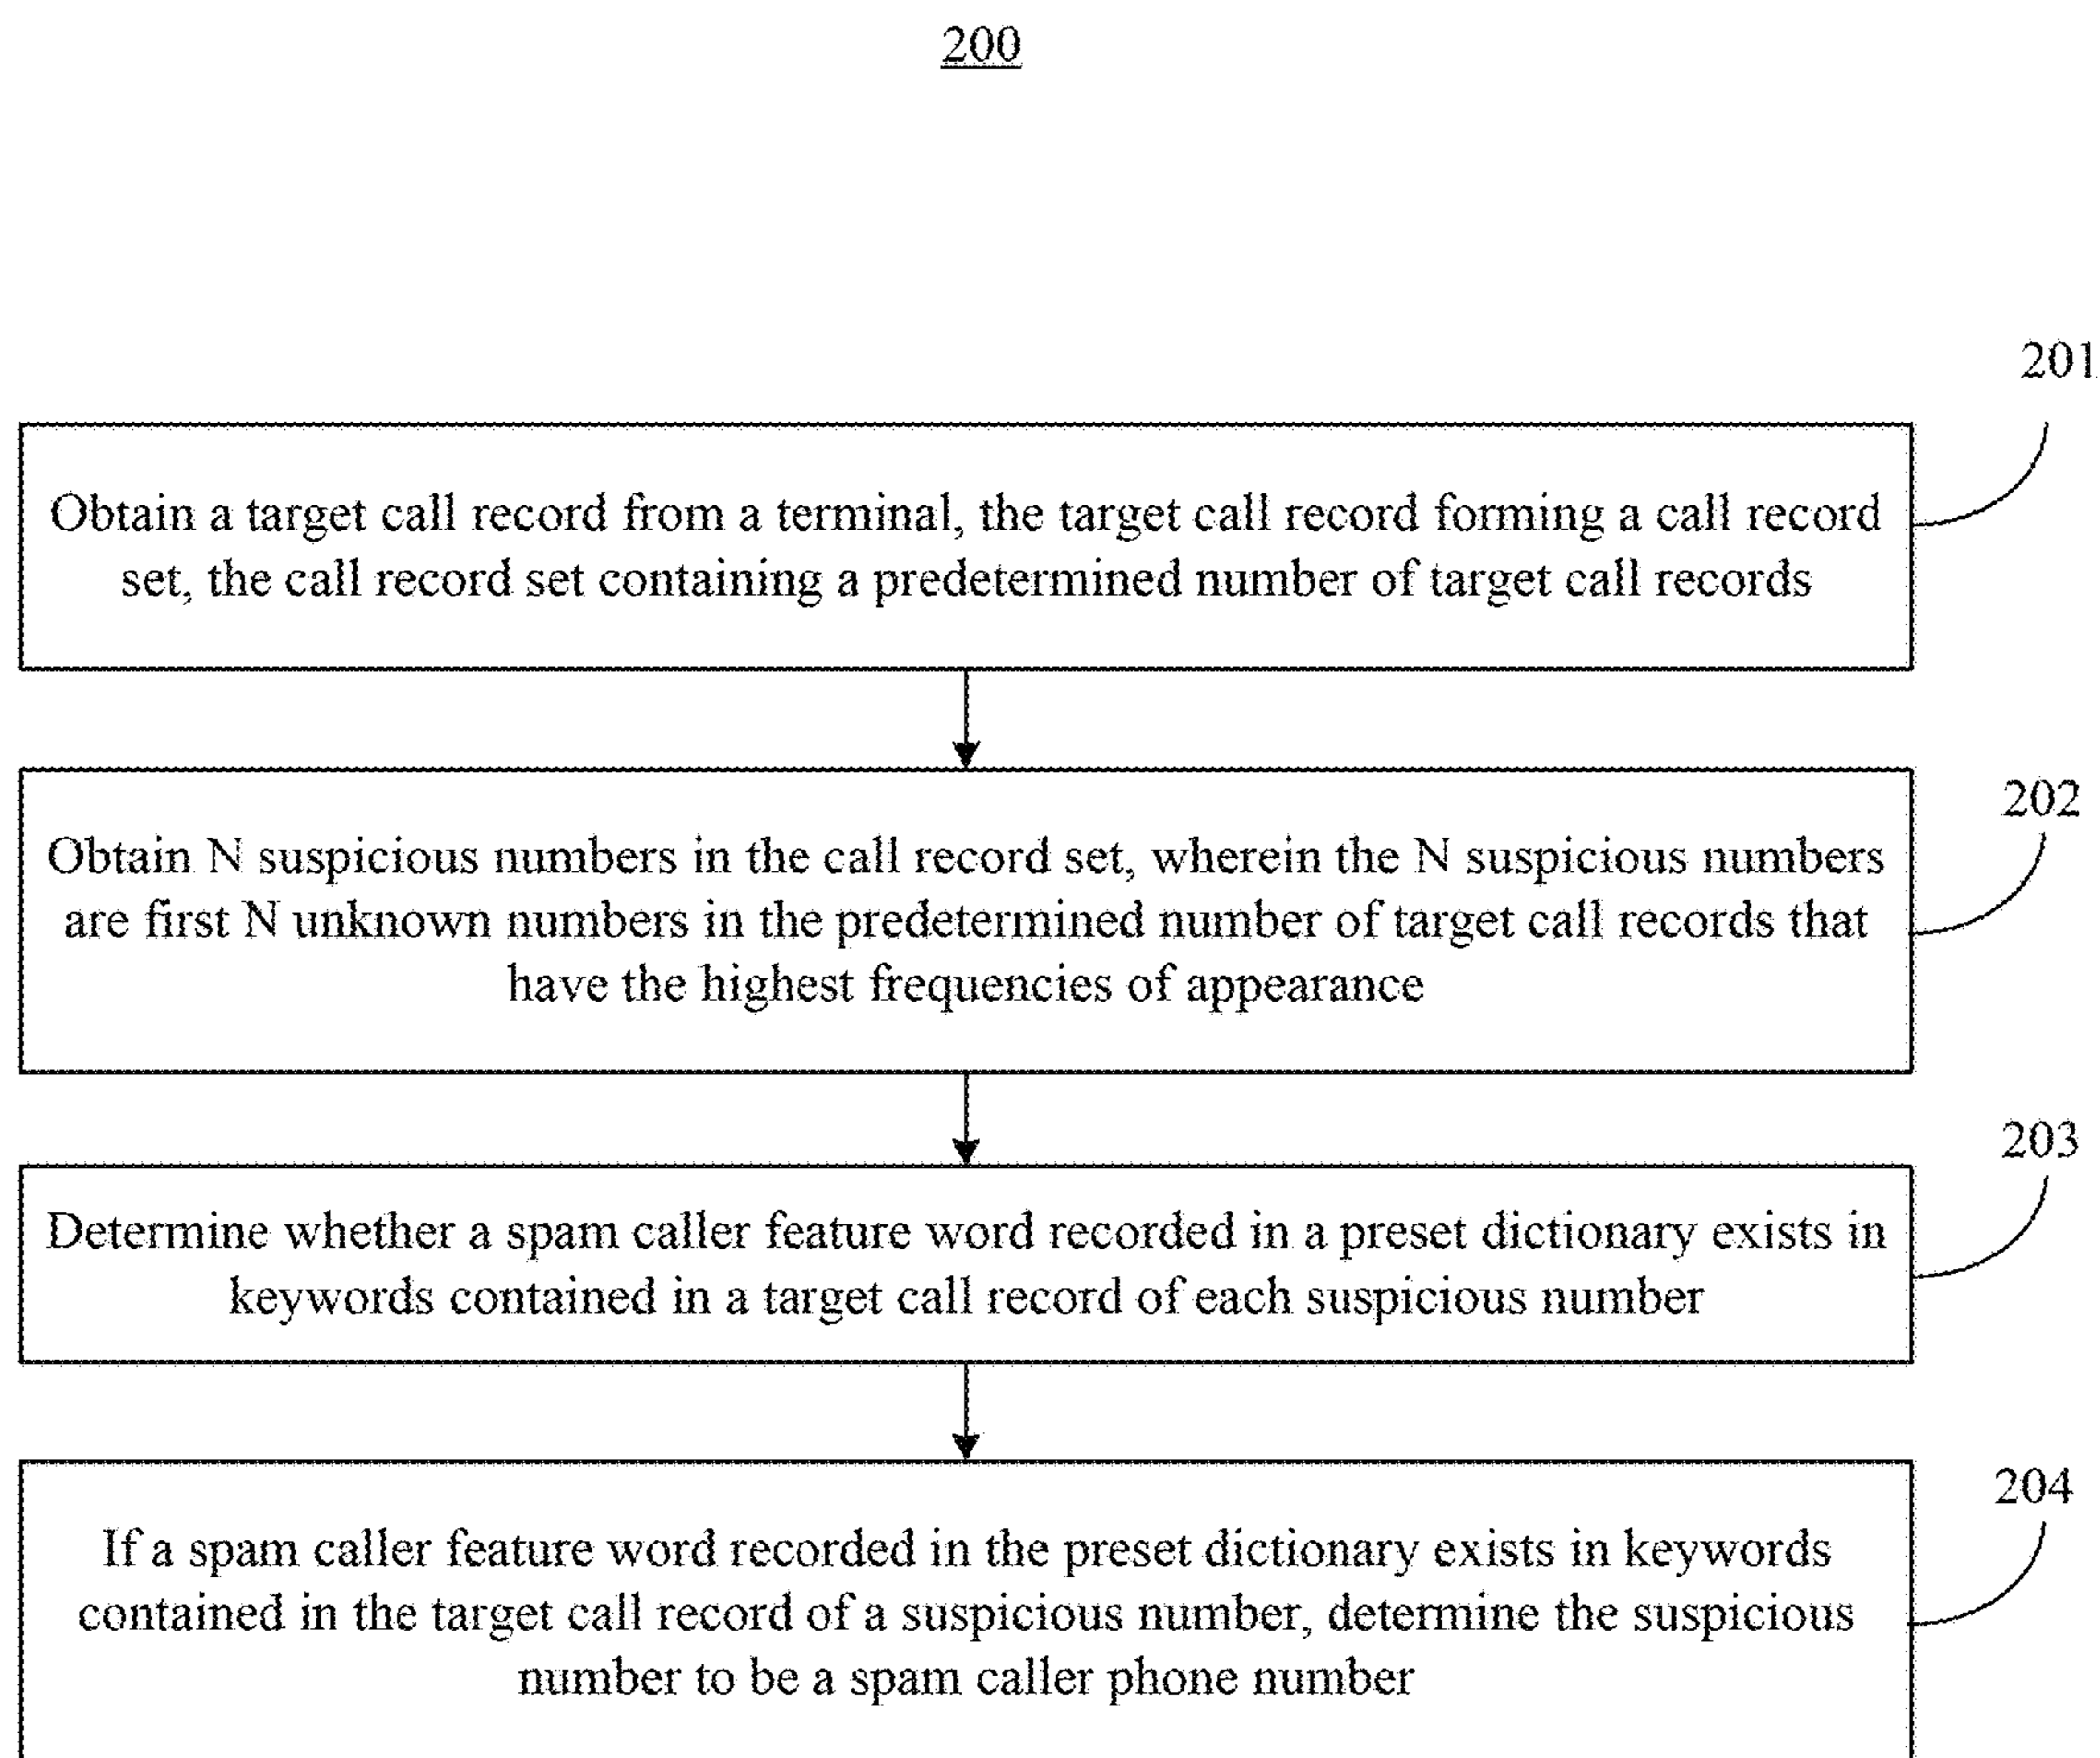 200
201
Obtain a target call record from a terminal, the target call record forming a call record
set, the call record set containing a predetermined number of target call records
202
Obtain N suspicious numbers in the call record set, wherein the N suspicious numbers
are first N unknown numbers in the predetermined number of target call records that
have the highest frequencies of appearance
203
Determine whether a spam caller feature word recorded in a preset dictionary exists in
keywords contained in a target call record of each suspicious number
204
If a spam caller feature word recorded in the preset dictionary exists in keywords
contained in the target call record of a suspicious number, determine the suspicious
number to be a spam caller phone number